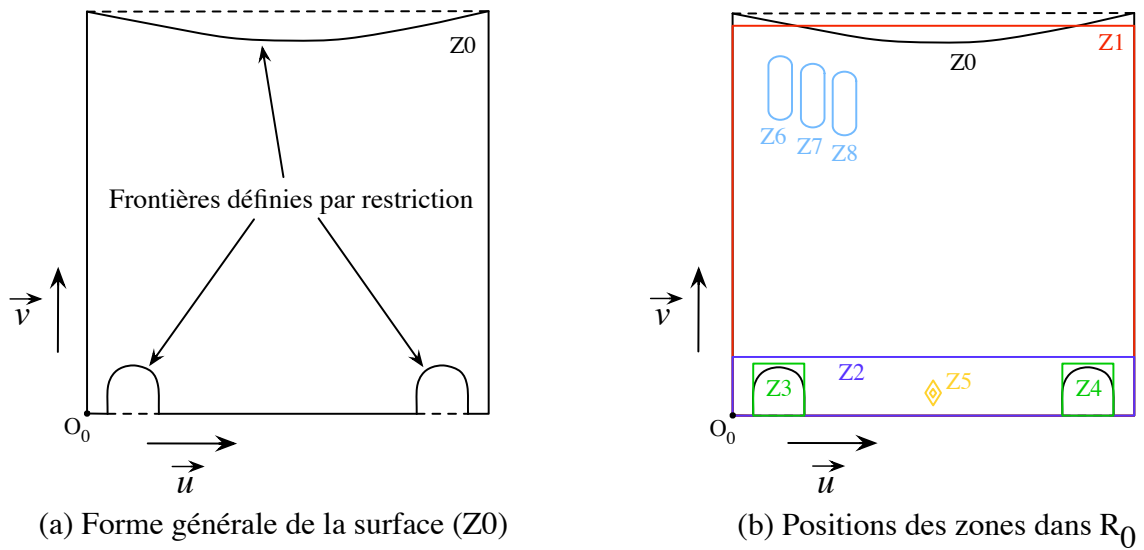 Z0
Frontières définies par restriction
v
O0
u
(a) Forme générale de la surface (Z0)
Z1
Z0
Z6
Z7
Z8
v
Z2
Z3
Z5
Z4
O0
u
(b) Positions des zones dans R0